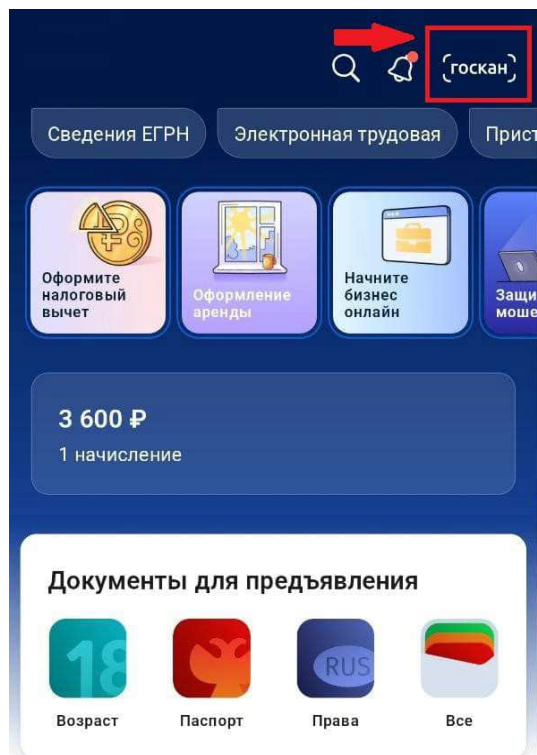 госкан
Сведения ЕГРН
Электронная трудовая
Прист
Оформите
налоговый
вычет
Оформление
аренды
Начните
бизнес
онлайн
Защи
моше
3 600 ₽
1 начисление
Документы для предъявления
18
RUS
Возраст
Паспорт
Права
Все